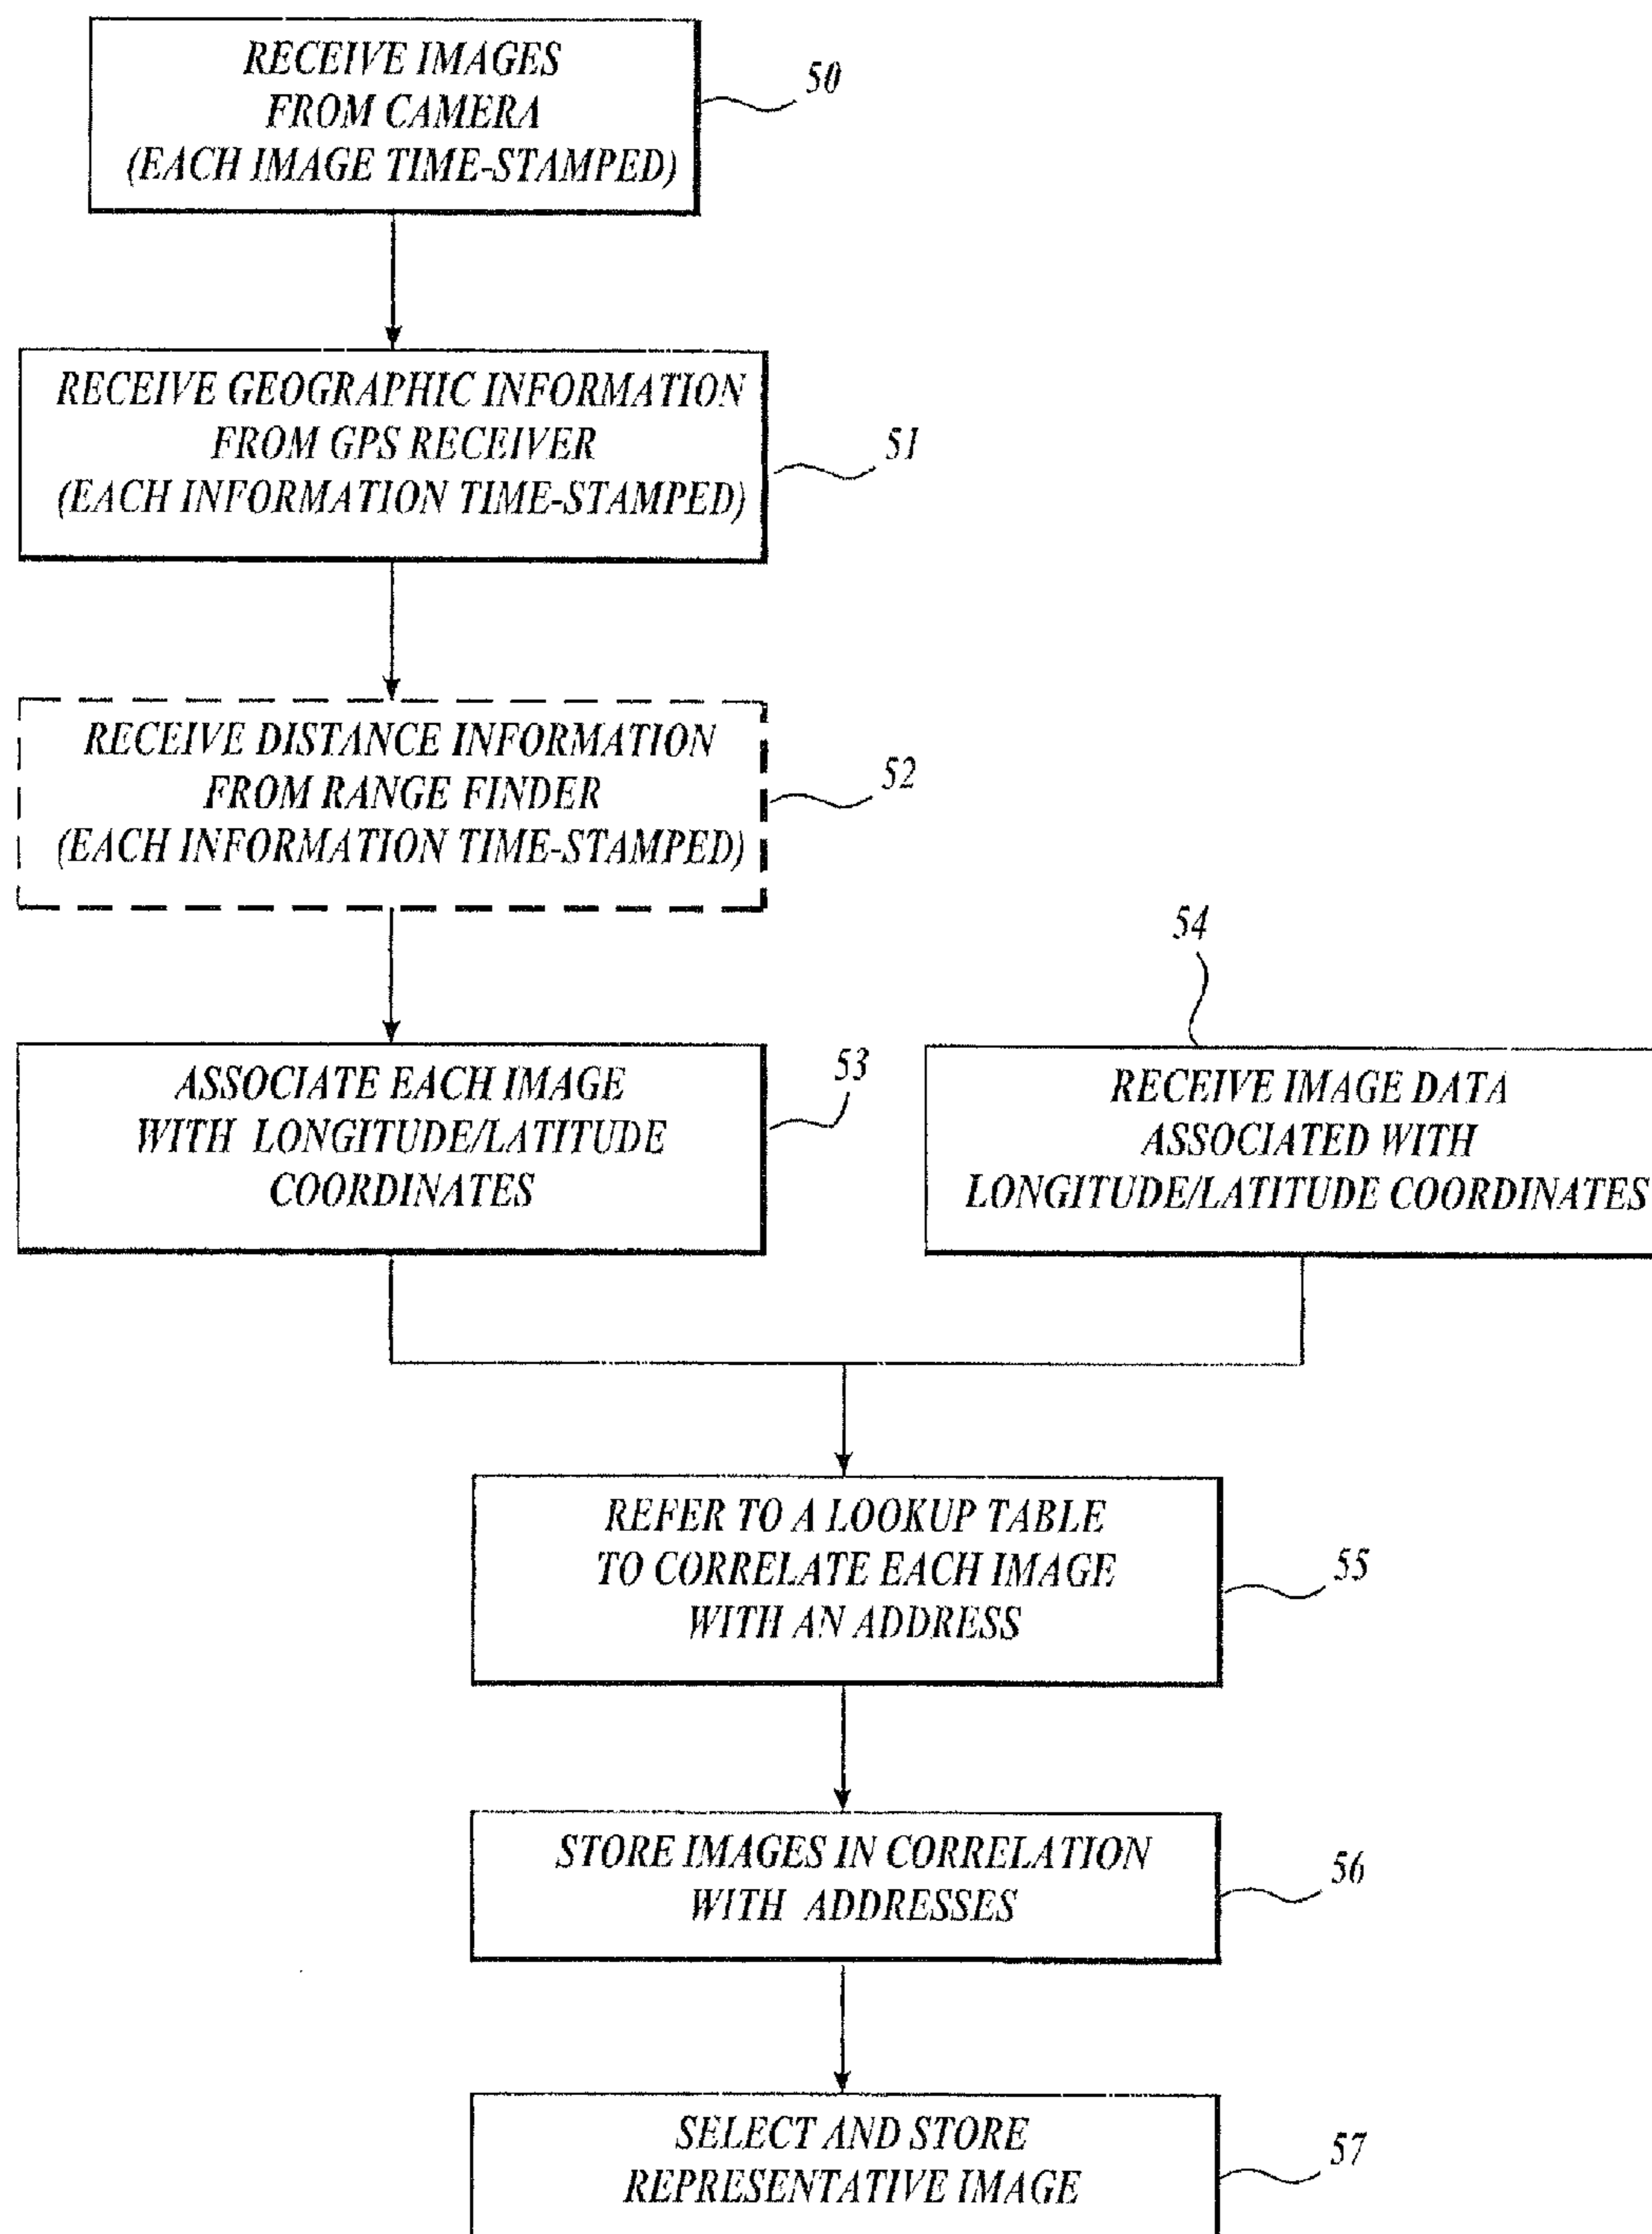 RECEIVE IMAGES
FROM CAMERA
(EACH IMAGE TIME-STAMPED)
50
RECEIVE GEOGRAPHIC INFORMATION
FROM GPS RECEIVER
(EACH INFORMATION TIME-STAMPED)
51
RECEIVE DISTANCE INFORMATION
FROM RANGE FINDER
(EACH INFORMATION TIME-STAMPED)
52
ASSOCIATE EACH IMAGE
WITH LONGITUDE/LATITUDE
COORDINATES
53
54
RECEIVE IMAGE DATA
ASSOCIATED WITH
LONGITUDE/LATITUDE COORDINATES
REFER TO A LOOKUP TABLE
TO CORRELATE EACH IMAGE
WITH AN ADDRESS
55
STORE IMAGES IN CORRELATION
WITH ADDRESSES
56
SELECT AND STORE
REPRESENTATIVE IMAGE
57